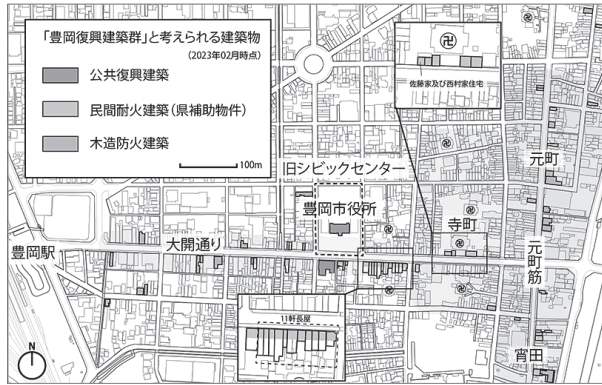 「豊岡復興建築群」と考えられる建築物
(2023年02月時点)
公共復興建築
民間耐火建築(県補助物件)
木造防火建築
100m
佐藤家及び西村家住宅
旧シビックセンター
元町
豊岡市役所
寺町
大開通り
豊岡駅
元町筋
11軒長屋
宵田
N